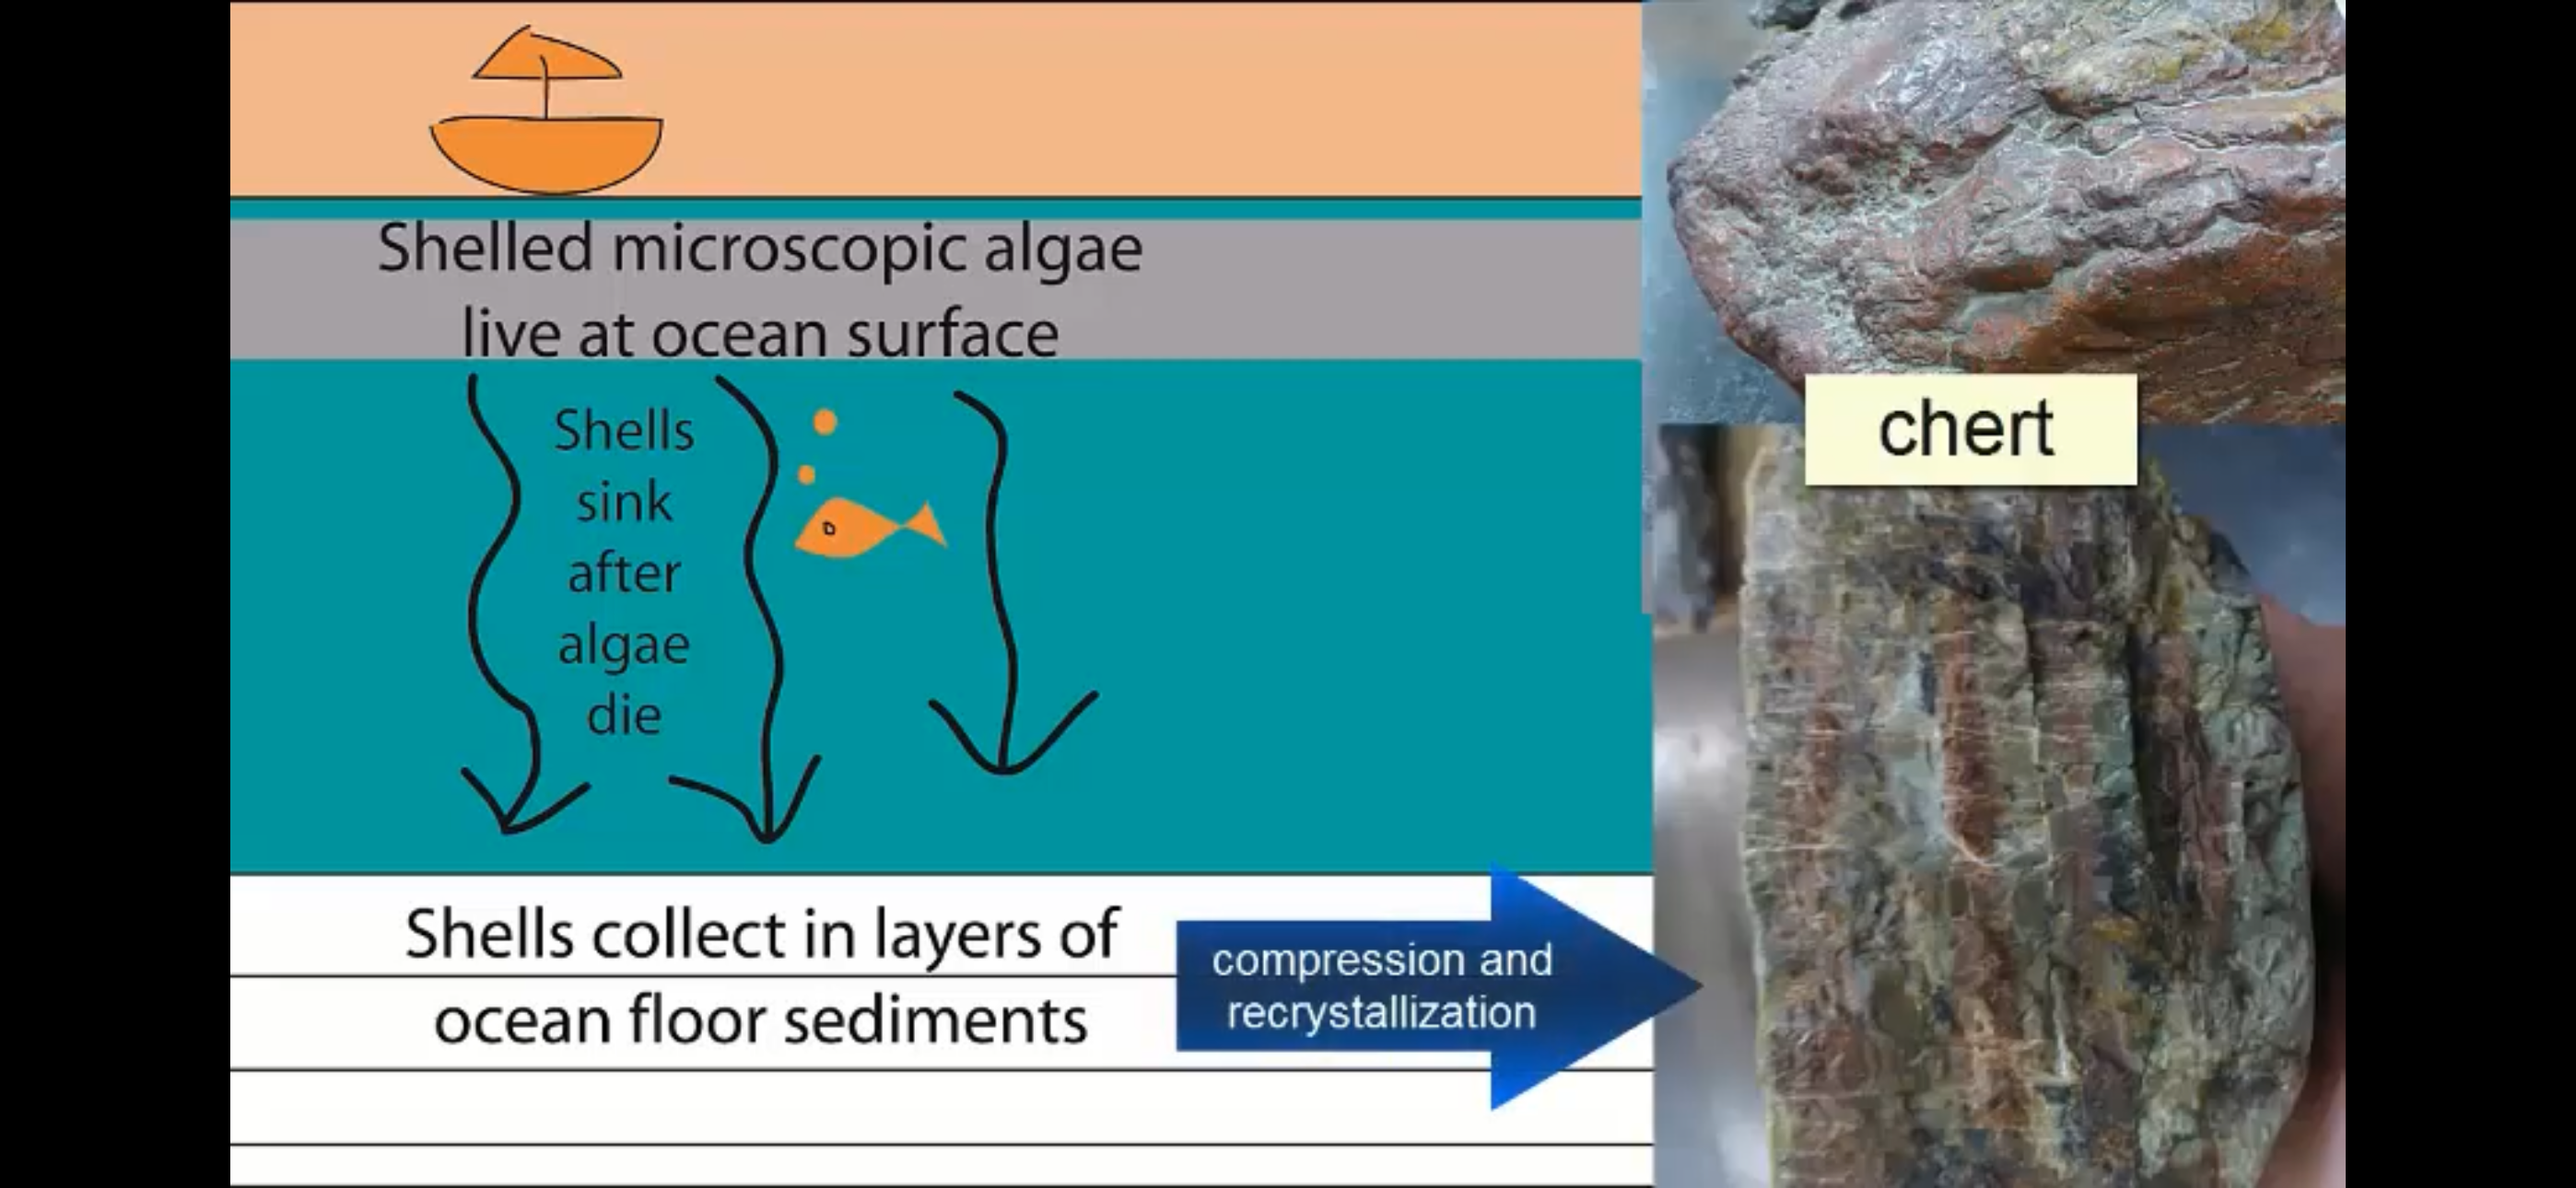 Shelled microscopic algae
live at ocean surface
Shells
sink
after
algae
die
Shells collect in layers of
ocean floor sediments
compression and
recrystallization
chert